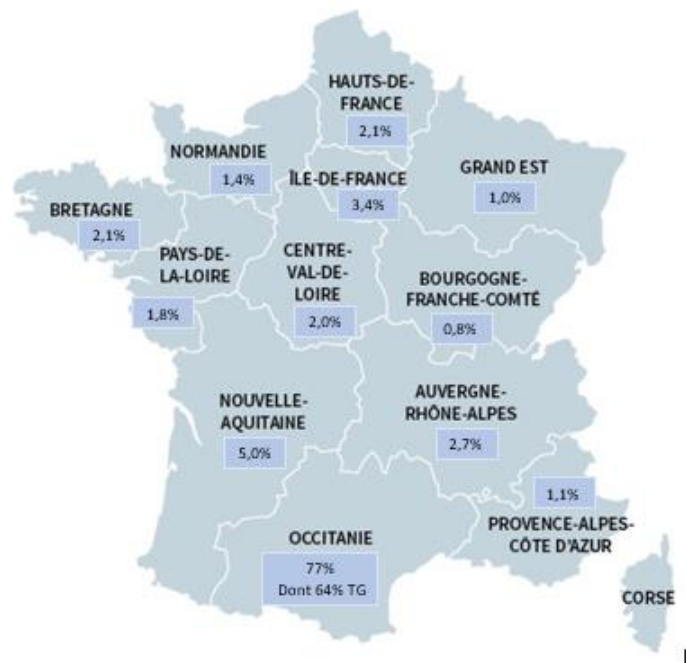 HAUTS-DE-
FRANCE
2,1%
NORMANDIE
1,4%
ÎLE-DE-FRANCE
3,4%
GRAND EST
1,0%
BRETAGNE
2,1%
PAYS-DE-
LA-LOIRE
1,8%
CENTRE-
VAL-DE-
LOIRE
2,0%
BOURGOGNE-
FRANCHE-COMTÉ
0,8%
NOUVELLE-
AQUITAINE
5,0%
AUVERGNE-
RHÔNE-ALPES
2,7%
1,1%
PROVENCE-ALPES-
CÔTE D'AZUR
OCCITANIE
77%
Dont 64% TG
CORSE